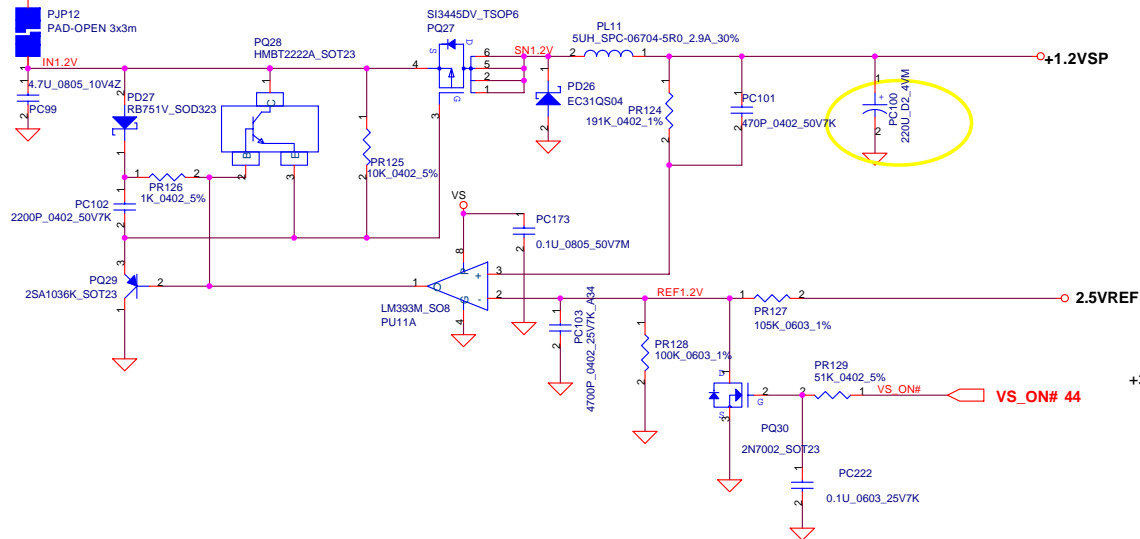 PJP12
PAD-OPEN 3x3m
SI3445DV_TSOP6
PQ27
PL11
5UH_SPC-06704-5R0_2.9A_30%
PQ28
HMBT2222A_SOT23
IN1.2V
SN1.2V
+1.2VSP
4.7U_0805_10V4Z
PC99
PD27
RB751V_SOD323
PD26
EC31QS04
PR124
191K_0402_1%
PC101
470P_0402_50V7K
PC100
220U_D2_4VM
PR125
10K_0402_5%
PR126
1K_0402_5%
PC102
2200P_0402_50V7K
VS
PC173
0.1U_0805_50V7M
PQ29
2SA1036K_SOT23
LM393M_SO8
PU11A
REF1.2V
2.5VREF
PR127
105K_0603_1%
PC103
4700P_0402_25V7K_A34
PR128
100K_0603_1%
PR129
51K_0402_5%
VS_ON#
VS_ON# 44
PQ30
2N7002_SOT23
PC222
0.1U_0603_25V7K